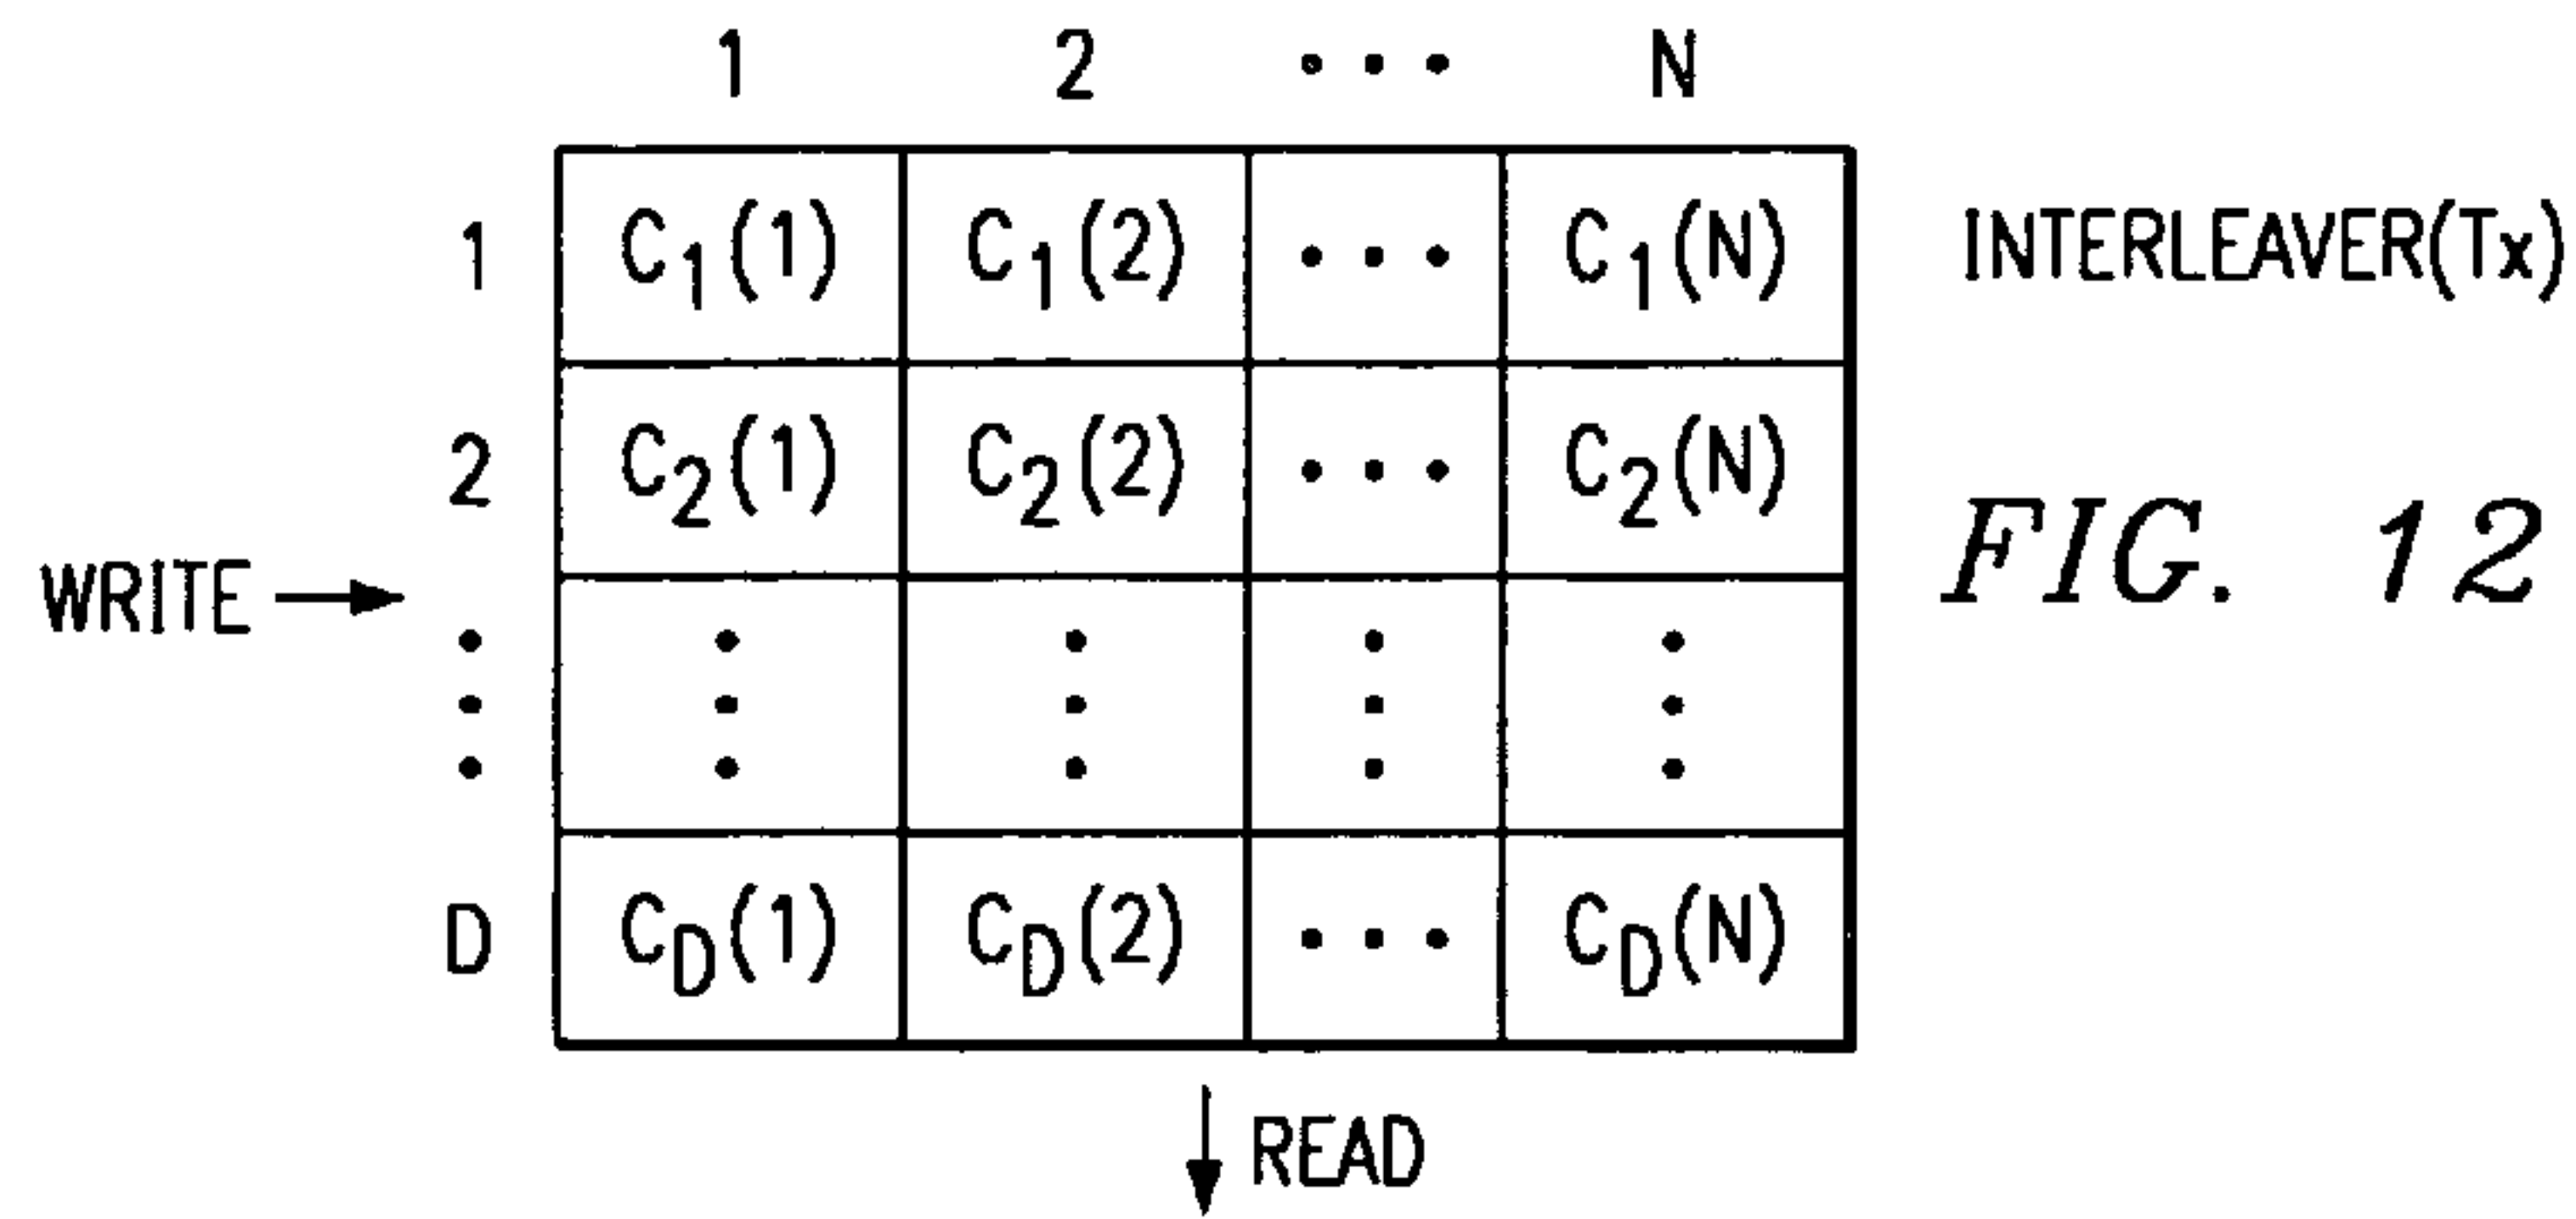 1 2 ... N
1 C1(1) C1(2) ... C1(N) INTERLEAVER(Tx)
2 C2(1) C2(2) ... C2(N)
FIG. 12
WRITE
D CD(1) CD(2) ... CD(N)
READ